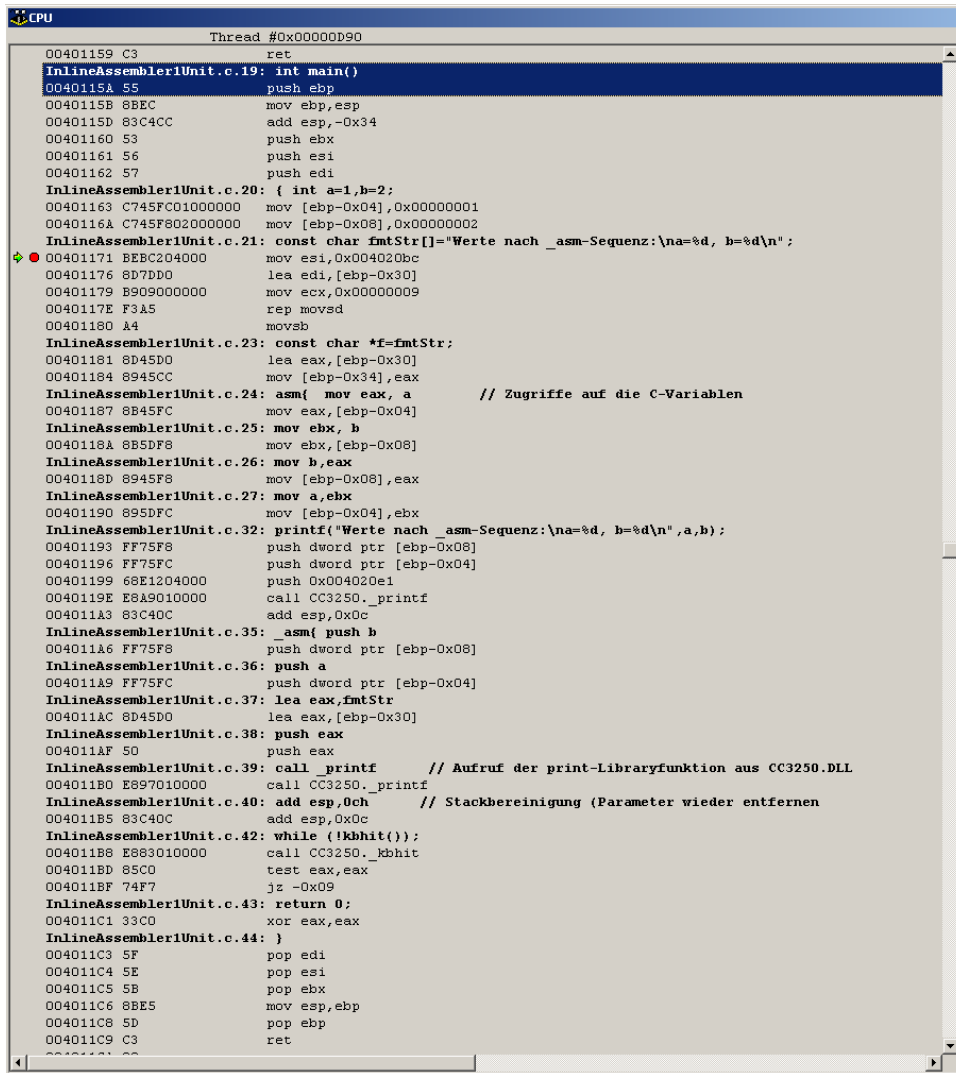 CPU
Thread #0x00000D90
00401159 C3 ret
InlineAssembler1Unit.c.19: int main()
0040115A 55 push ebp
0040115B 8BEC mov ebp,esp
0040115D 83C4CC add esp,-0x34
00401160 53 push ebx
00401161 56 push esi
00401162 57 push edi
InlineAssembler1Unit.c.20: { int a=1,b=2;
00401163 C745FC01000000 mov [ebp-0x04],0x00000001
0040116A C745F802000000 mov [ebp-0x08],0x00000002
InlineAssembler1Unit.c.21: const char fmtStr[]="Werte nach _asm-Sequenz:\na=%d, b=%d\n";
00401171 BEBC204000 mov esi,0x004020bc
00401176 8D7DD0 lea edi,[ebp-0x30]
00401179 B909000000 mov ecx,0x00000009
0040117E F3A5 rep movsd
00401180 A4 movsb
InlineAssembler1Unit.c.23: const char *f=fmtStr;
00401181 8D45D0 lea eax,[ebp-0x30]
00401184 8945CC mov [ebp-0x34],eax
InlineAssembler1Unit.c.24: asm{ mov eax, a // Zugriffe auf die C-Variablen
00401187 8B45FC mov eax,[ebp-0x04]
InlineAssembler1Unit.c.25: mov ebx, b
0040118A 8B5DF8 mov ebx,[ebp-0x08]
InlineAssembler1Unit.c.26: mov b,eax
0040118D 8945F8 mov [ebp-0x08],eax
InlineAssembler1Unit.c.27: mov a,ebx
00401190 895DFC mov [ebp-0x04],ebx
InlineAssembler1Unit.c.32: printf("Werte nach _asm-Sequenz:\na=%d, b=%d\n",a,b);
00401193 FF75F8 push dword ptr [ebp-0x08]
00401196 FF75FC push dword ptr [ebp-0x04]
00401199 68E1204000 push 0x004020e1
0040119E E8A9010000 call CC3250._printf
004011A3 83C40C add esp,0x0c
InlineAssembler1Unit.c.35: _asm{ push b
004011A6 FF75F8 push dword ptr [ebp-0x08]
InlineAssembler1Unit.c.36: push a
004011A9 FF75FC push dword ptr [ebp-0x04]
InlineAssembler1Unit.c.37: lea eax,fmtStr
004011AC 8D45D0 lea eax,[ebp-0x30]
InlineAssembler1Unit.c.38: push eax
004011AF 50 push eax
InlineAssembler1Unit.c.39: call _printf // Aufruf der print-Libraryfunktion aus CC3250.DLL
004011B0 E897010000 call CC3250._printf
InlineAssembler1Unit.c.40: add esp,0ch // Stackbereinigung (Parameter wieder entfernen
004011B5 83C40C add esp,0x0c
InlineAssembler1Unit.c.42: while (!kbhit());
004011B8 E883010000 call CC3250._kbhit
004011BD 85C0 test eax,eax
004011BF 74F7 jz -0x09
InlineAssembler1Unit.c.43: return 0;
004011C1 33C0 xor eax,eax
InlineAssembler1Unit.c.44: }
004011C3 5F pop edi
004011C4 5E pop esi
004011C5 5B pop ebx
004011C6 8BE5 mov esp,ebp
004011C8 5D pop ebp
004011C9 C3 ret